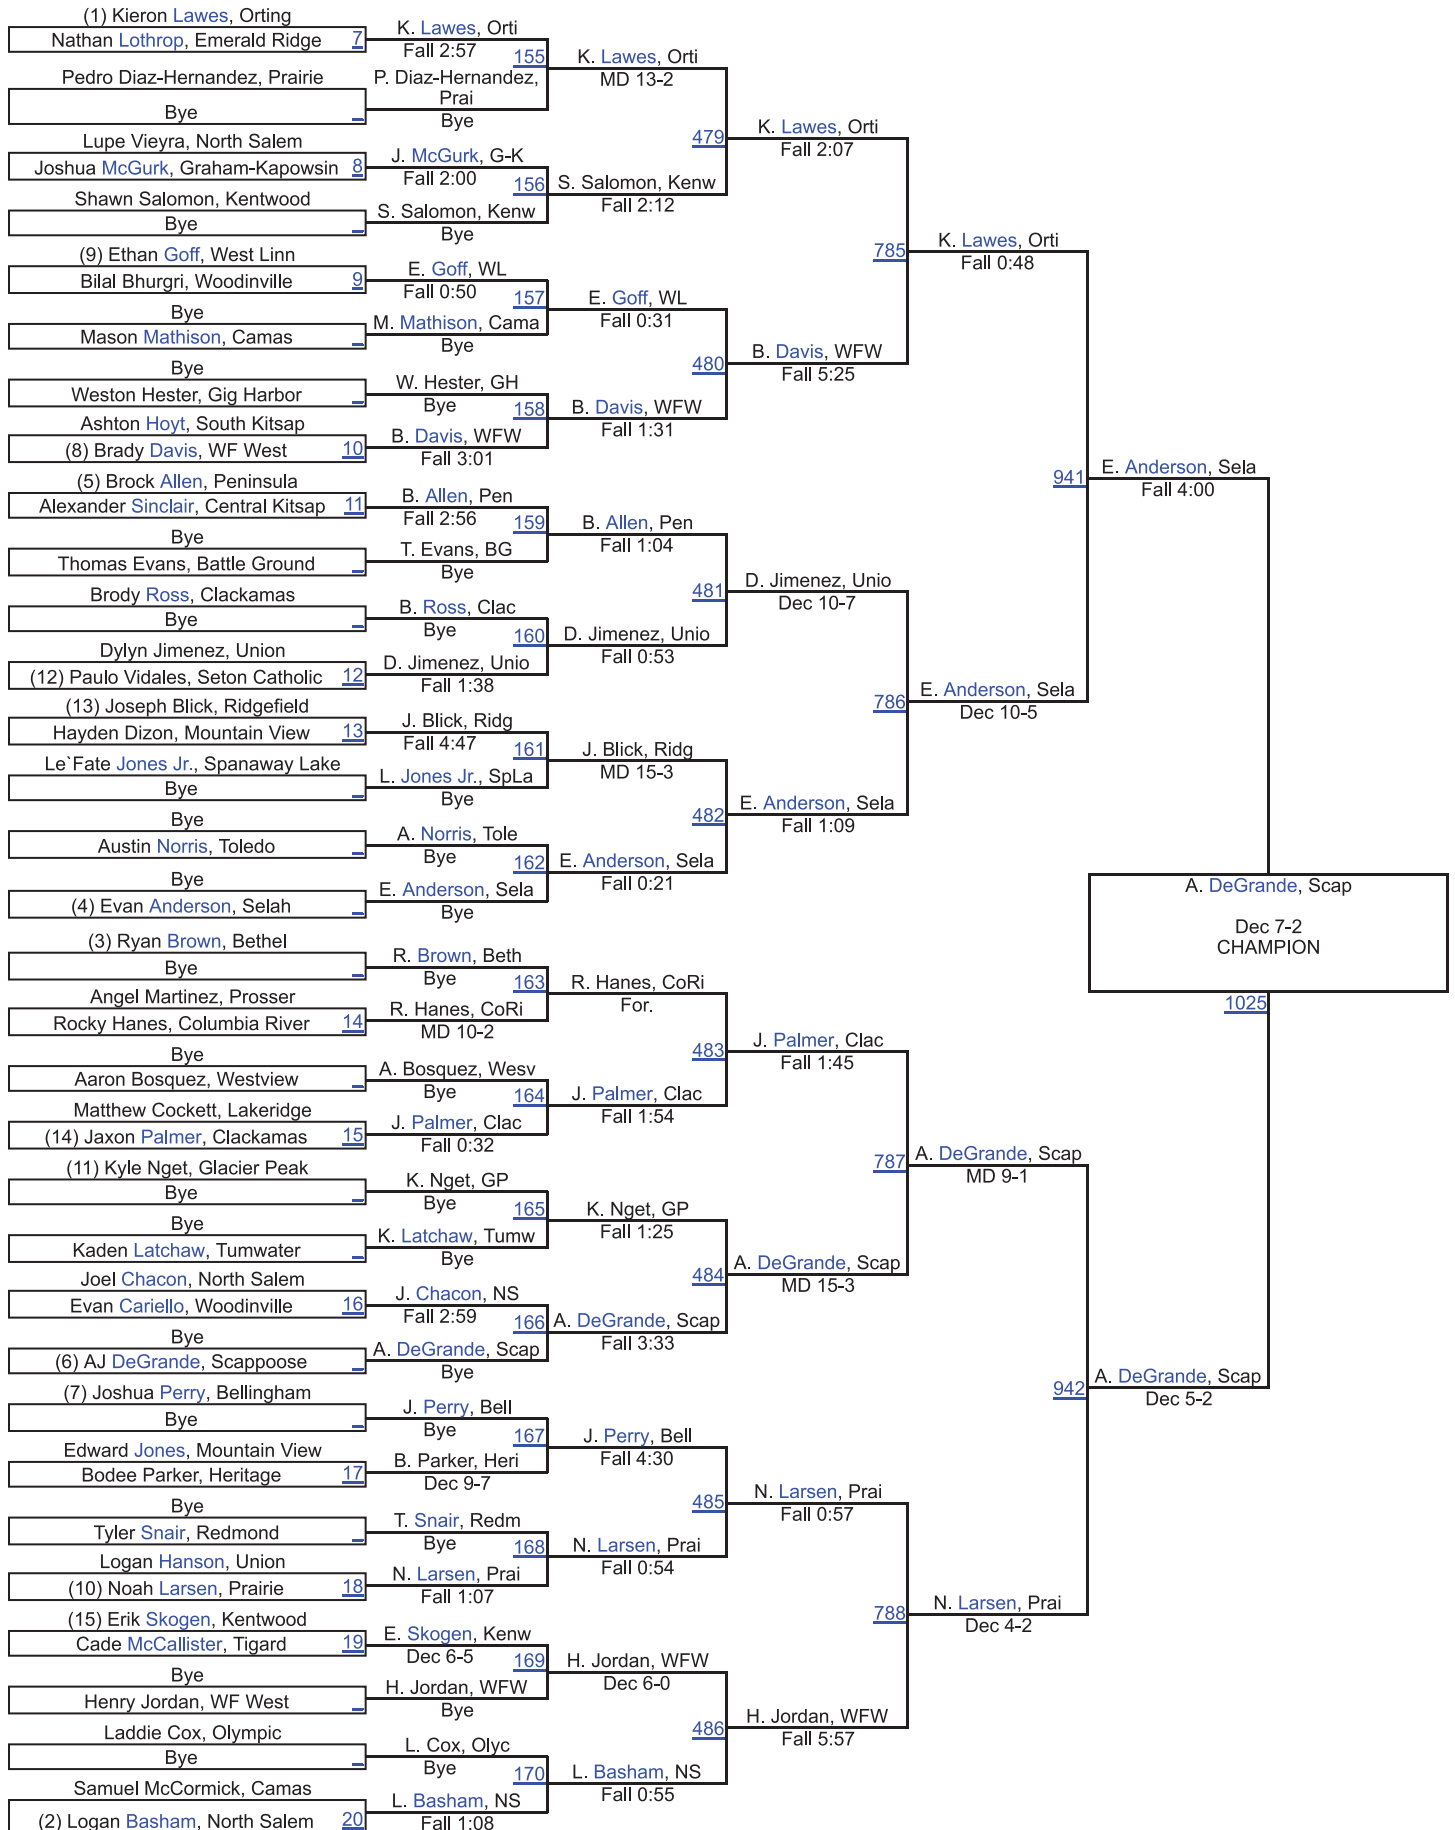 (1) Kieron Lawes, Orting
Nathan Lothrop, Emerald Ridge 7
Pedro Diaz-Hernandez, Prairie
Bye
Lupe Vieyra, North Salem
Joshua McGurk, Graham-Kapowsin 8
Shawn Salomon, Kentwood
Bye
(9) Ethan Goff, West Linn
Bilal Bhurgri, Woodinville 9
Bye
Mason Mathison, Camas
Bye
Weston Hester, Gig Harbor
Ashton Hoyt, South Kitsap
(8) Brady Davis, WF West 10
(5) Brock Allen, Peninsula
Alexander Sinclair, Central Kitsap 11
Bye
Thomas Evans, Battle Ground
Brody Ross, Clackamas
Bye
Dylyn Jimenez, Union
(12) Paulo Vidales, Seton Catholic 12
(13) Joseph Blick, Ridgefield
Hayden Dizon, Mountain View 13
Le`Fate Jones Jr., Spanaway Lake
Bye
Bye
Austin Norris, Toledo
Bye
(4) Evan Anderson, Selah
(3) Ryan Brown, Bethel
Bye
Angel Martinez, Prosser
Rocky Hanes, Columbia River 14
Bye
Aaron Bosquez, Westview
Matthew Cockett, Lakeridge
(14) Jaxon Palmer, Clackamas 15
(11) Kyle Nget, Glacier Peak
Bye
Bye
Kaden Latchaw, Tumwater
Joel Chacon, North Salem
Evan Cariello, Woodinville 16
Bye
(6) AJ DeGrande, Scappoose
(7) Joshua Perry, Bellingham
Bye
Edward Jones, Mountain View
Bodee Parker, Heritage 17
Bye
Tyler Snair, Redmond
Logan Hanson, Union
(10) Noah Larsen, Prairie 18
(15) Erik Skogen, Kentwood
Cade McCallister, Tigard 19
Bye
Henry Jordan, WF West
Laddie Cox, Olympic
Bye
Samuel McCormick, Camas
(2) Logan Basham, North Salem 20
K. Lawes, Orti
Fall 2:57
155
P. Diaz-Hernandez,
Prai
Bye
J. McGurk, G-K
Fall 2:00
156
S. Salomon, Kenw
Bye
E. Goff, WL
Fall 0:50
157
M. Mathison, Cama
Bye
W. Hester, GH
Bye
158
B. Davis, WFW
Fall 3:01
B. Allen, Pen
Fall 2:56
159
T. Evans, BG
Bye
B. Ross, Clac
Bye
160
D. Jimenez, Unio
Fall 1:38
J. Blick, Ridg
Fall 4:47
161
L. Jones Jr., SpLa
Bye
A. Norris, Tole
Bye
162
E. Anderson, Sela
Bye
R. Brown, Beth
Bye
163
R. Hanes, CoRi
MD 10-2
A. Bosquez, Wesv
Bye
164
J. Palmer, Clac
Fall 0:32
K. Nget, GP
Bye
165
K. Latchaw, Tumw
Bye
J. Chacon, NS
Fall 2:59
166
A. DeGrande, Scap
Bye
J. Perry, Bell
Bye
167
B. Parker, Heri
Dec 9-7
T. Snair, Redm
Bye
168
N. Larsen, Prai
Fall 1:07
E. Skogen, Kenw
Dec 6-5
169
H. Jordan, WFW
Bye
L. Cox, Olyc
Bye
170
L. Basham, NS
Fall 1:08
K. Lawes, Orti
MD 13-2
479
S. Salomon, Kenw
Fall 2:12
E. Goff, WL
Fall 0:31
480
B. Davis, WFW
Fall 1:31
B. Allen, Pen
Fall 1:04
481
D. Jimenez, Unio
Fall 0:53
J. Blick, Ridg
MD 15-3
482
E. Anderson, Sela
Fall 0:21
R. Hanes, CoRi
For.
483
J. Palmer, Clac
Fall 1:54
K. Nget, GP
Fall 1:25
484
A. DeGrande, Scap
Fall 3:33
J. Perry, Bell
Fall 4:30
485
N. Larsen, Prai
Fall 0:54
H. Jordan, WFW
Dec 6-0
486
L. Basham, NS
Fall 0:55
K. Lawes, Orti
Fall 2:07
785
B. Davis, WFW
Fall 5:25
D. Jimenez, Unio
Dec 10-7
786
E. Anderson, Sela
Fall 1:09
J. Palmer, Clac
Fall 1:45
787
A. DeGrande, Scap
MD 15-3
N. Larsen, Prai
Fall 0:57
788
H. Jordan, WFW
Fall 5:57
K. Lawes, Orti
Fall 0:48
941
E. Anderson, Sela
Dec 10-5
A. DeGrande, Scap
MD 9-1
942
N. Larsen, Prai
Dec 4-2
E. Anderson, Sela
Fall 4:00
A. DeGrande, Scap
Dec 5-2
A. DeGrande, Scap
Dec 7-2
CHAMPION
1025